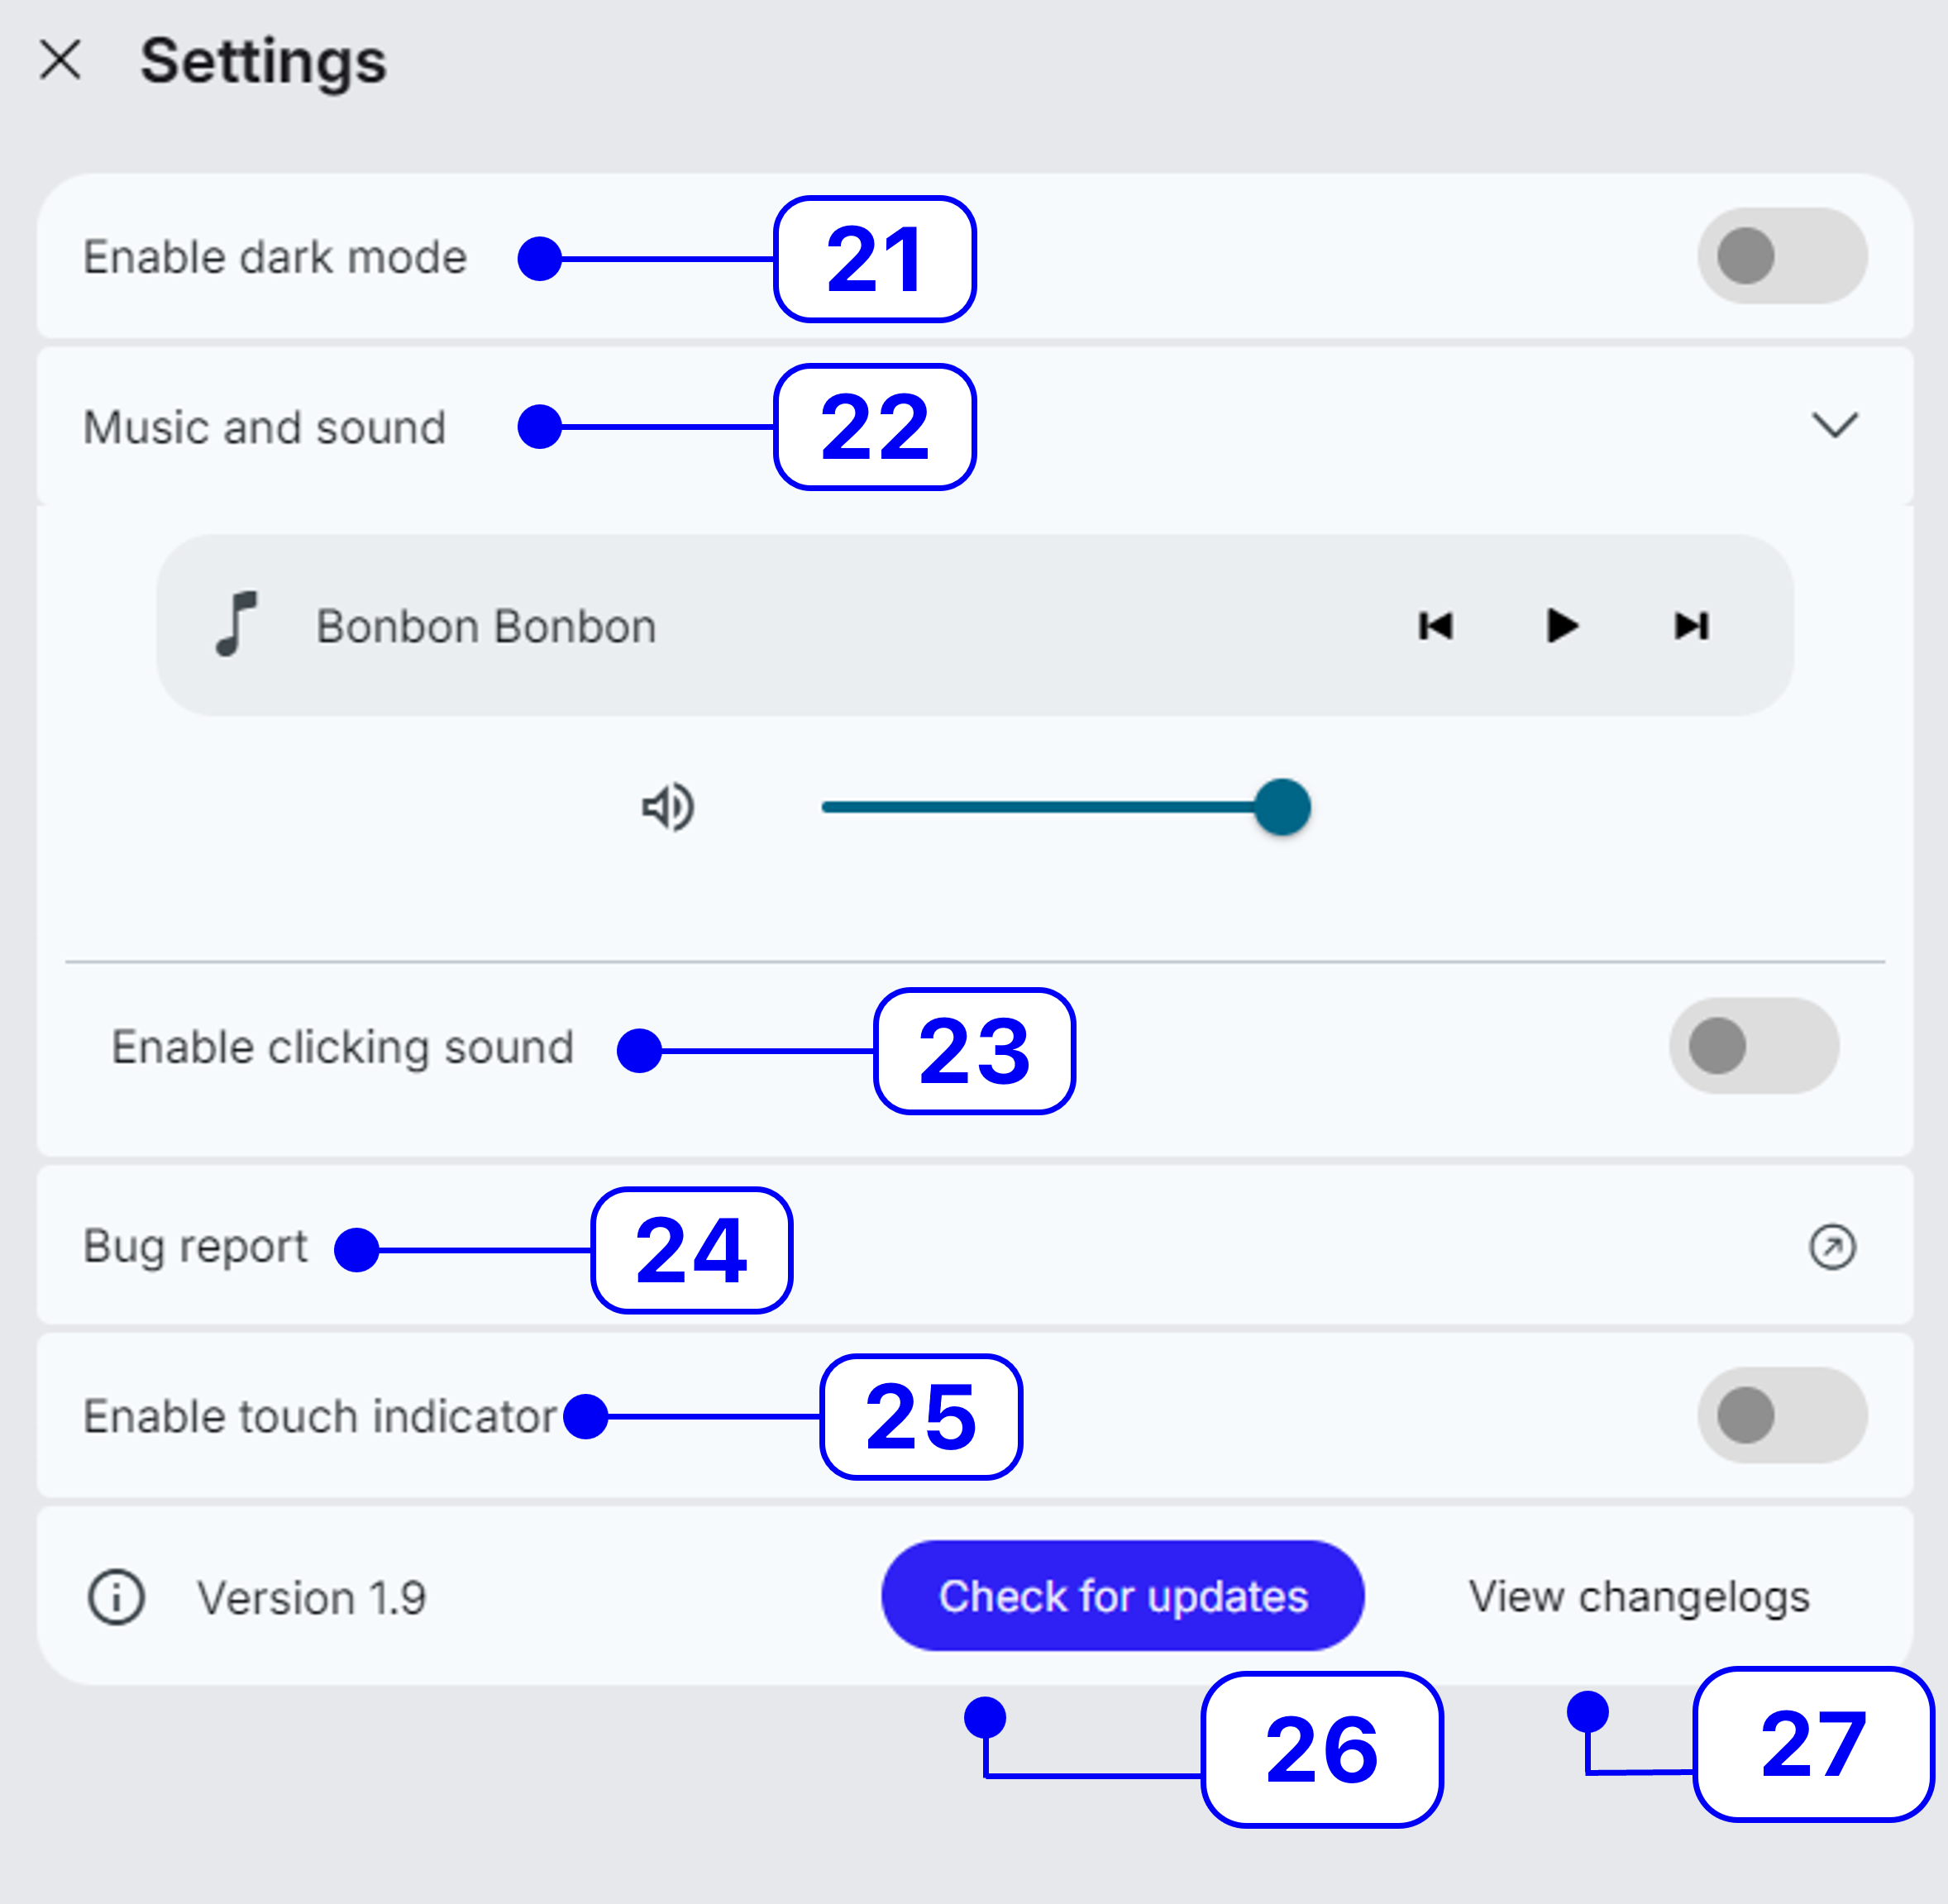 Settings
Enable dark mode 21
Music and sound 22
Bonbon Bonbon
Enable clicking sound 23
Bug report 24
Enable touch indicator 25
Version 1.9 Check for updates View changelogs
26 27